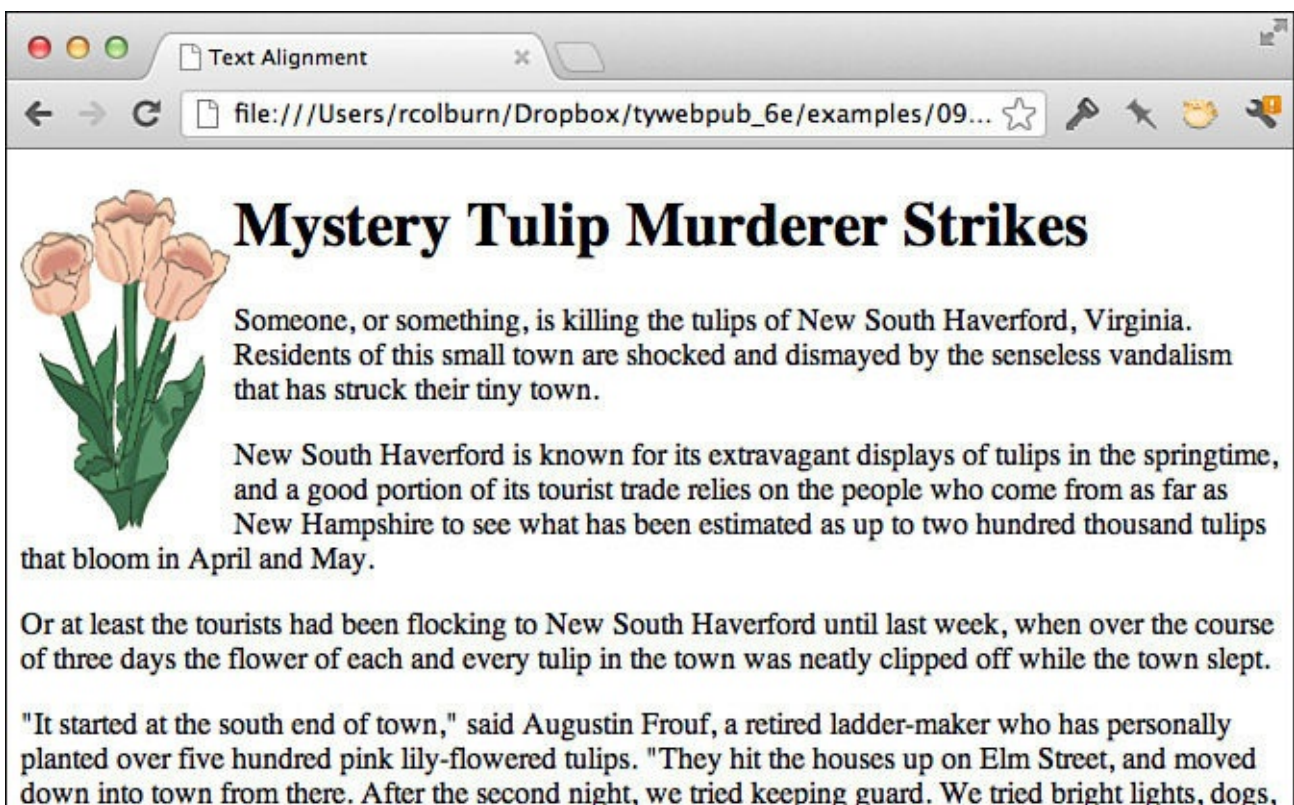 Text Alignment
file:///Users/rcolburn/Dropbox/tywebpub_6e/examples/09...
Mystery Tulip Murderer Strikes
Someone, or something, is killing the tulips of New South Haverford, Virginia.
Residents of this small town are shocked and dismayed by the senseless vandalism
that has struck their tiny town.
New South Haverford is known for its extravagant displays of tulips in the springtime,
and a good portion of its tourist trade relies on the people who come from as far as
New Hampshire to see what has been estimated as up to two hundred thousand tulips
that bloom in April and May.
Or at least the tourists had been flocking to New South Haverford until last week, when over the course
of three days the flower of each and every tulip in the town was neatly clipped off while the town slept.
"It started at the south end of town," said Augustin Frouf, a retired ladder-maker who has personally
planted over five hundred pink lily-flowered tulips. "They hit the houses up on Elm Street, and moved
down into town from there. After the second night, we tried keeping guard. We tried bright lights, dogs,